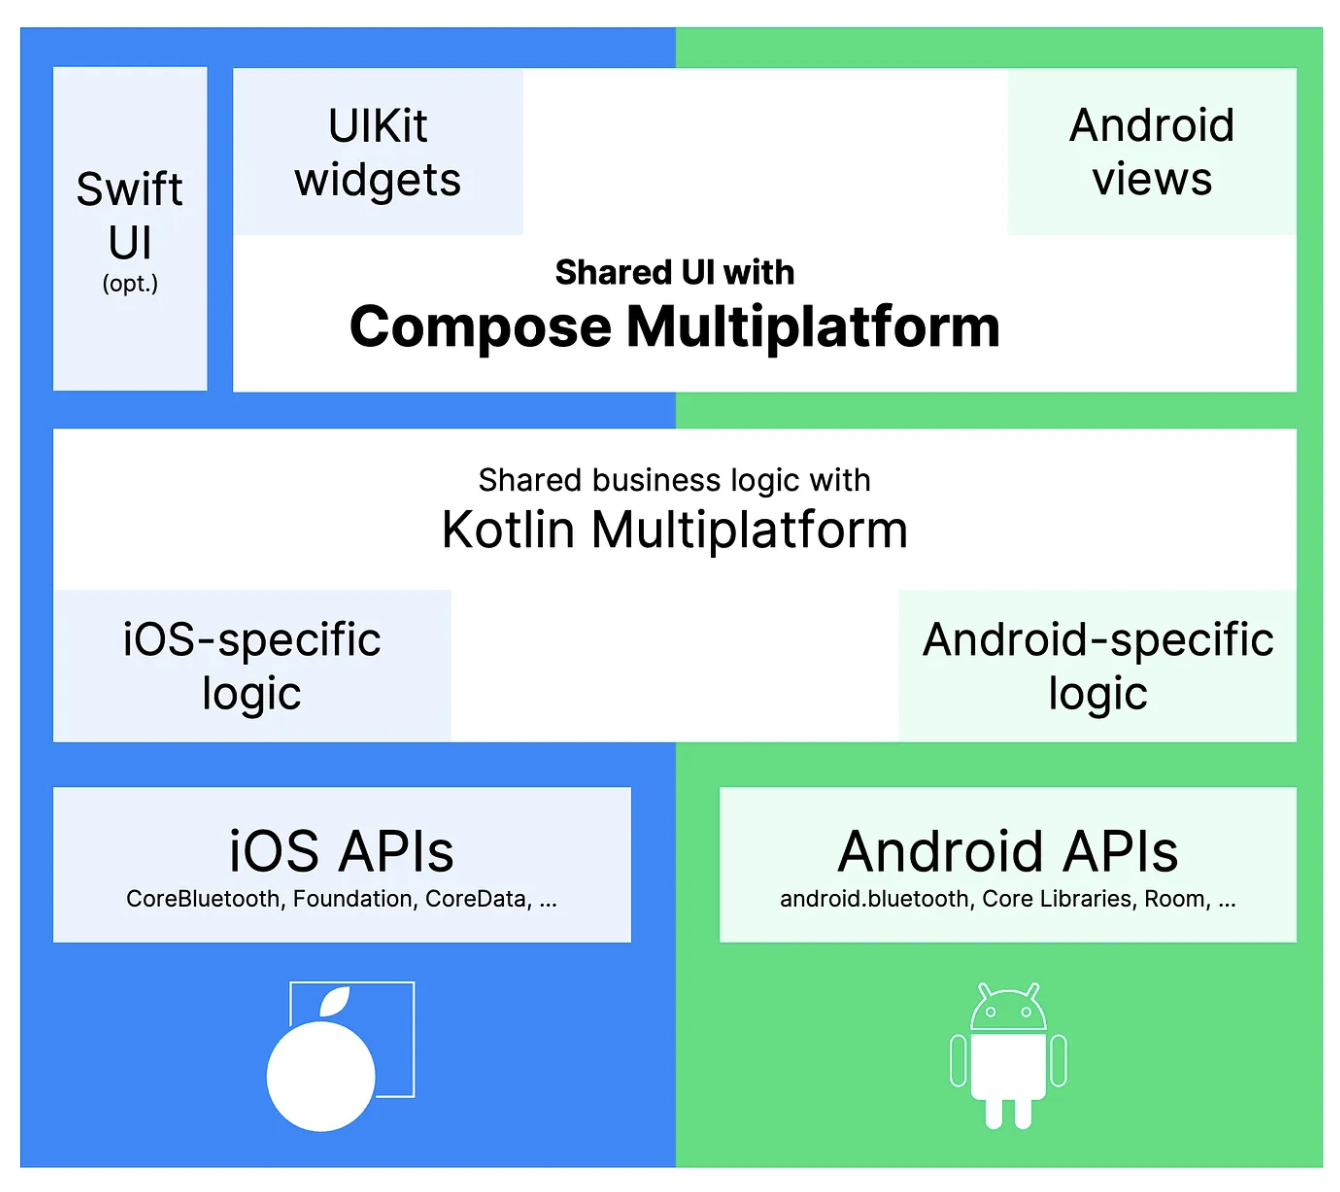 Swift
UI
(opt.)
UIKit
widgets
Android
views
Shared UI with
Compose Multiplatform
Shared business logic with
Kotlin Multiplatform
iOS-specific
logic
Android-specific
logic
iOS APIs
CoreBluetooth, Foundation, CoreData, ...
Android APIs
android.bluetooth, Core Libraries, Room, ...